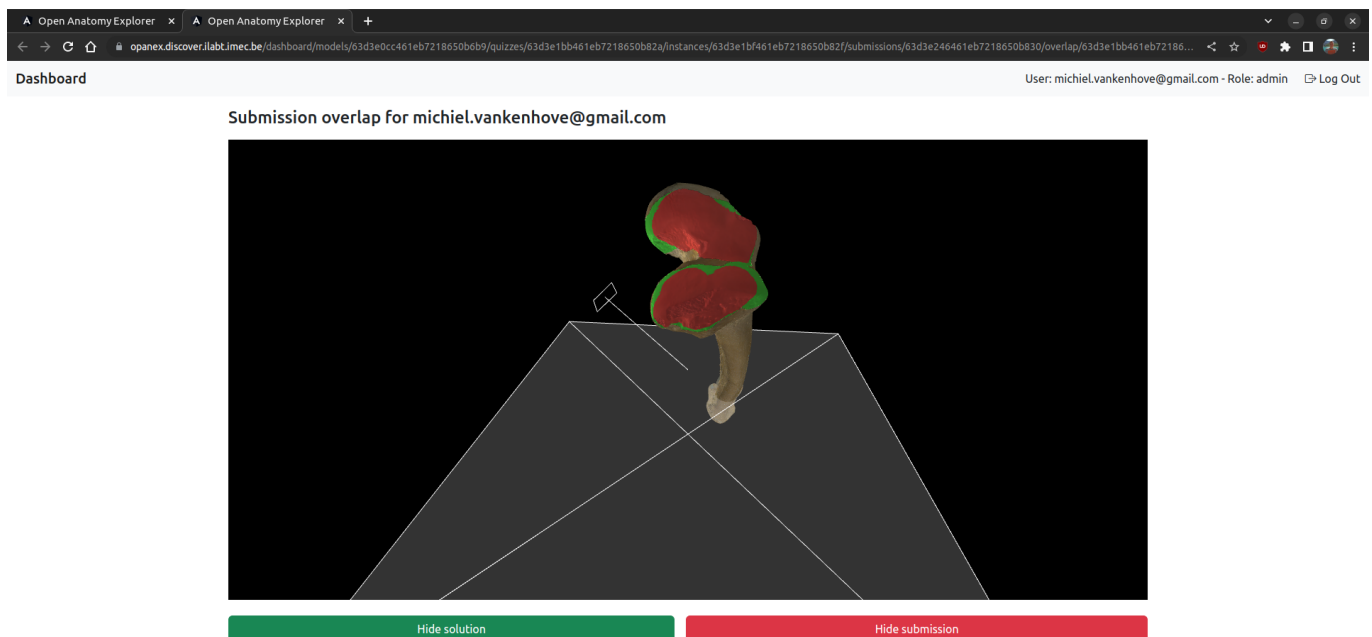 Open Anatomy Explorer
Open Anatomy Explorer
opanex.discover.ilabt.imec.be/dashboard/models/63d3e0cc461eb7218650b6b9/quizzes/63d3e1bb461eb7218650b82a/instances/63d3e1bf461eb7218650b82f/submissions/63d3e246461eb7218650b830/overlap/63d3e1bb461eb72186...
Dashboard
User: michiel.vankenhove@gmail.com - Role: admin
Log Out
Submission overlap for michiel.vankenhove@gmail.com
Hide solution
Hide submission